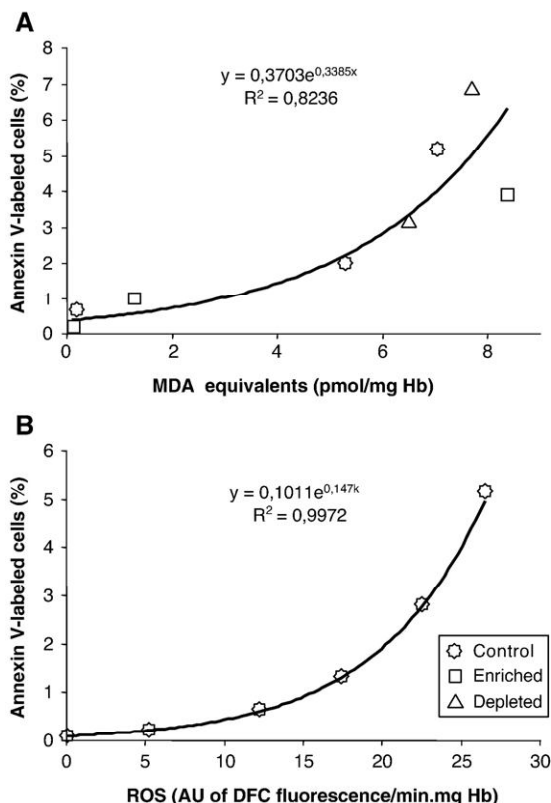 A
Annexin V-labeled cells (%)
8
7
6
5
4
3
2
1
0
y = 0,3703e^0,3385x
R² = 0,8236
0 2 4 6 8
MDA equivalents (pmol/mg Hb)
B
Annexin V-labeled cells (%)
6
5
4
3
2
1
0
y = 0,1011e^0,147k
R² = 0,9972
Control
Enriched
Depleted
0 5 10 15 20 25 30
ROS (AU of DFC fluorescence/min.mg Hb)